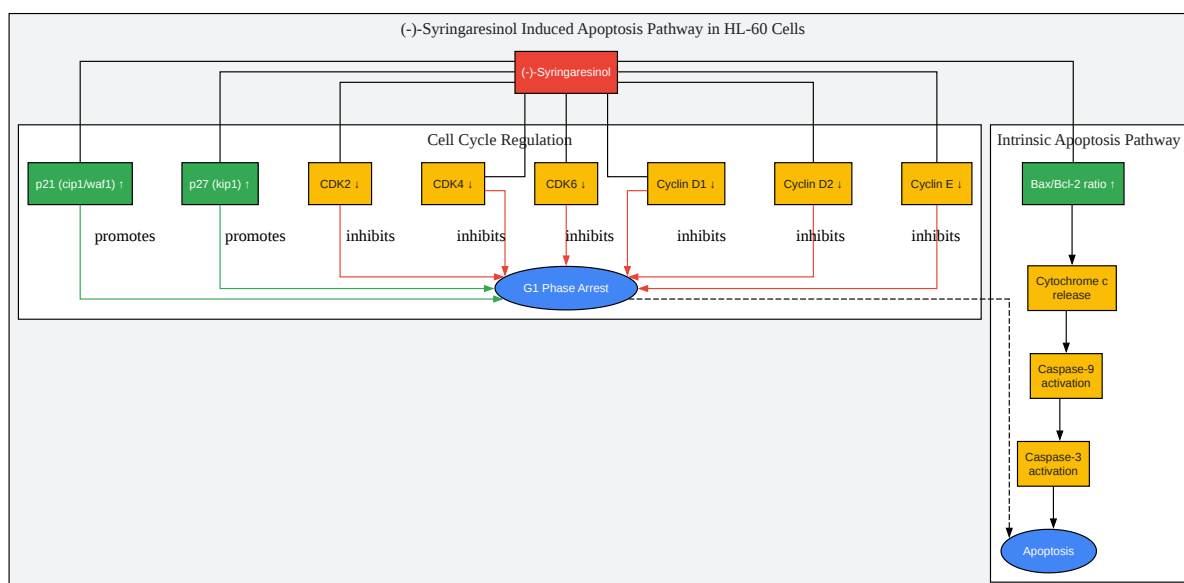 (-)-Syringaresinol Induced Apoptosis Pathway in HL-60 Cells
(-)-Syringaresinol
Cell Cycle Regulation
Intrinsic Apoptosis Pathway
p21 (cip1/waf1) ↑
p27 (kip1) ↑
CDK2 ↓
CDK4 ↓
CDK6 ↓
Cyclin D1 ↓
Cyclin D2 ↓
Cyclin E ↓
Bax/Bcl-2 ratio ↑
promotes
promotes
inhibits
inhibits
inhibits
inhibits
inhibits
inhibits
G1 Phase Arrest
Cytochrome c
release
Caspase-9
activation
Caspase-3
activation
Apoptosis